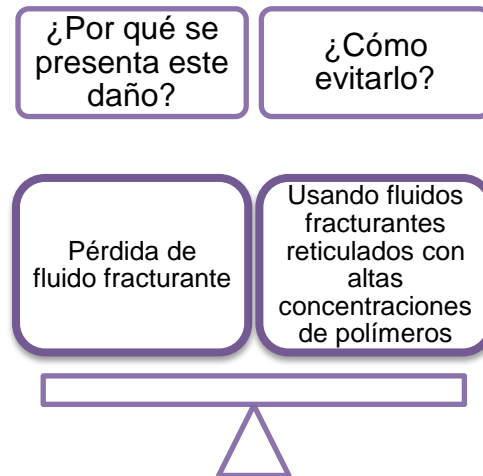 ¿Por qué se
presenta este
daño?
¿Cómo
evitarlo?
Pérdida de
fluido fracturante
Usando fluidos
fracturantes
reticulados con
altas
concentraciones
de polímeros